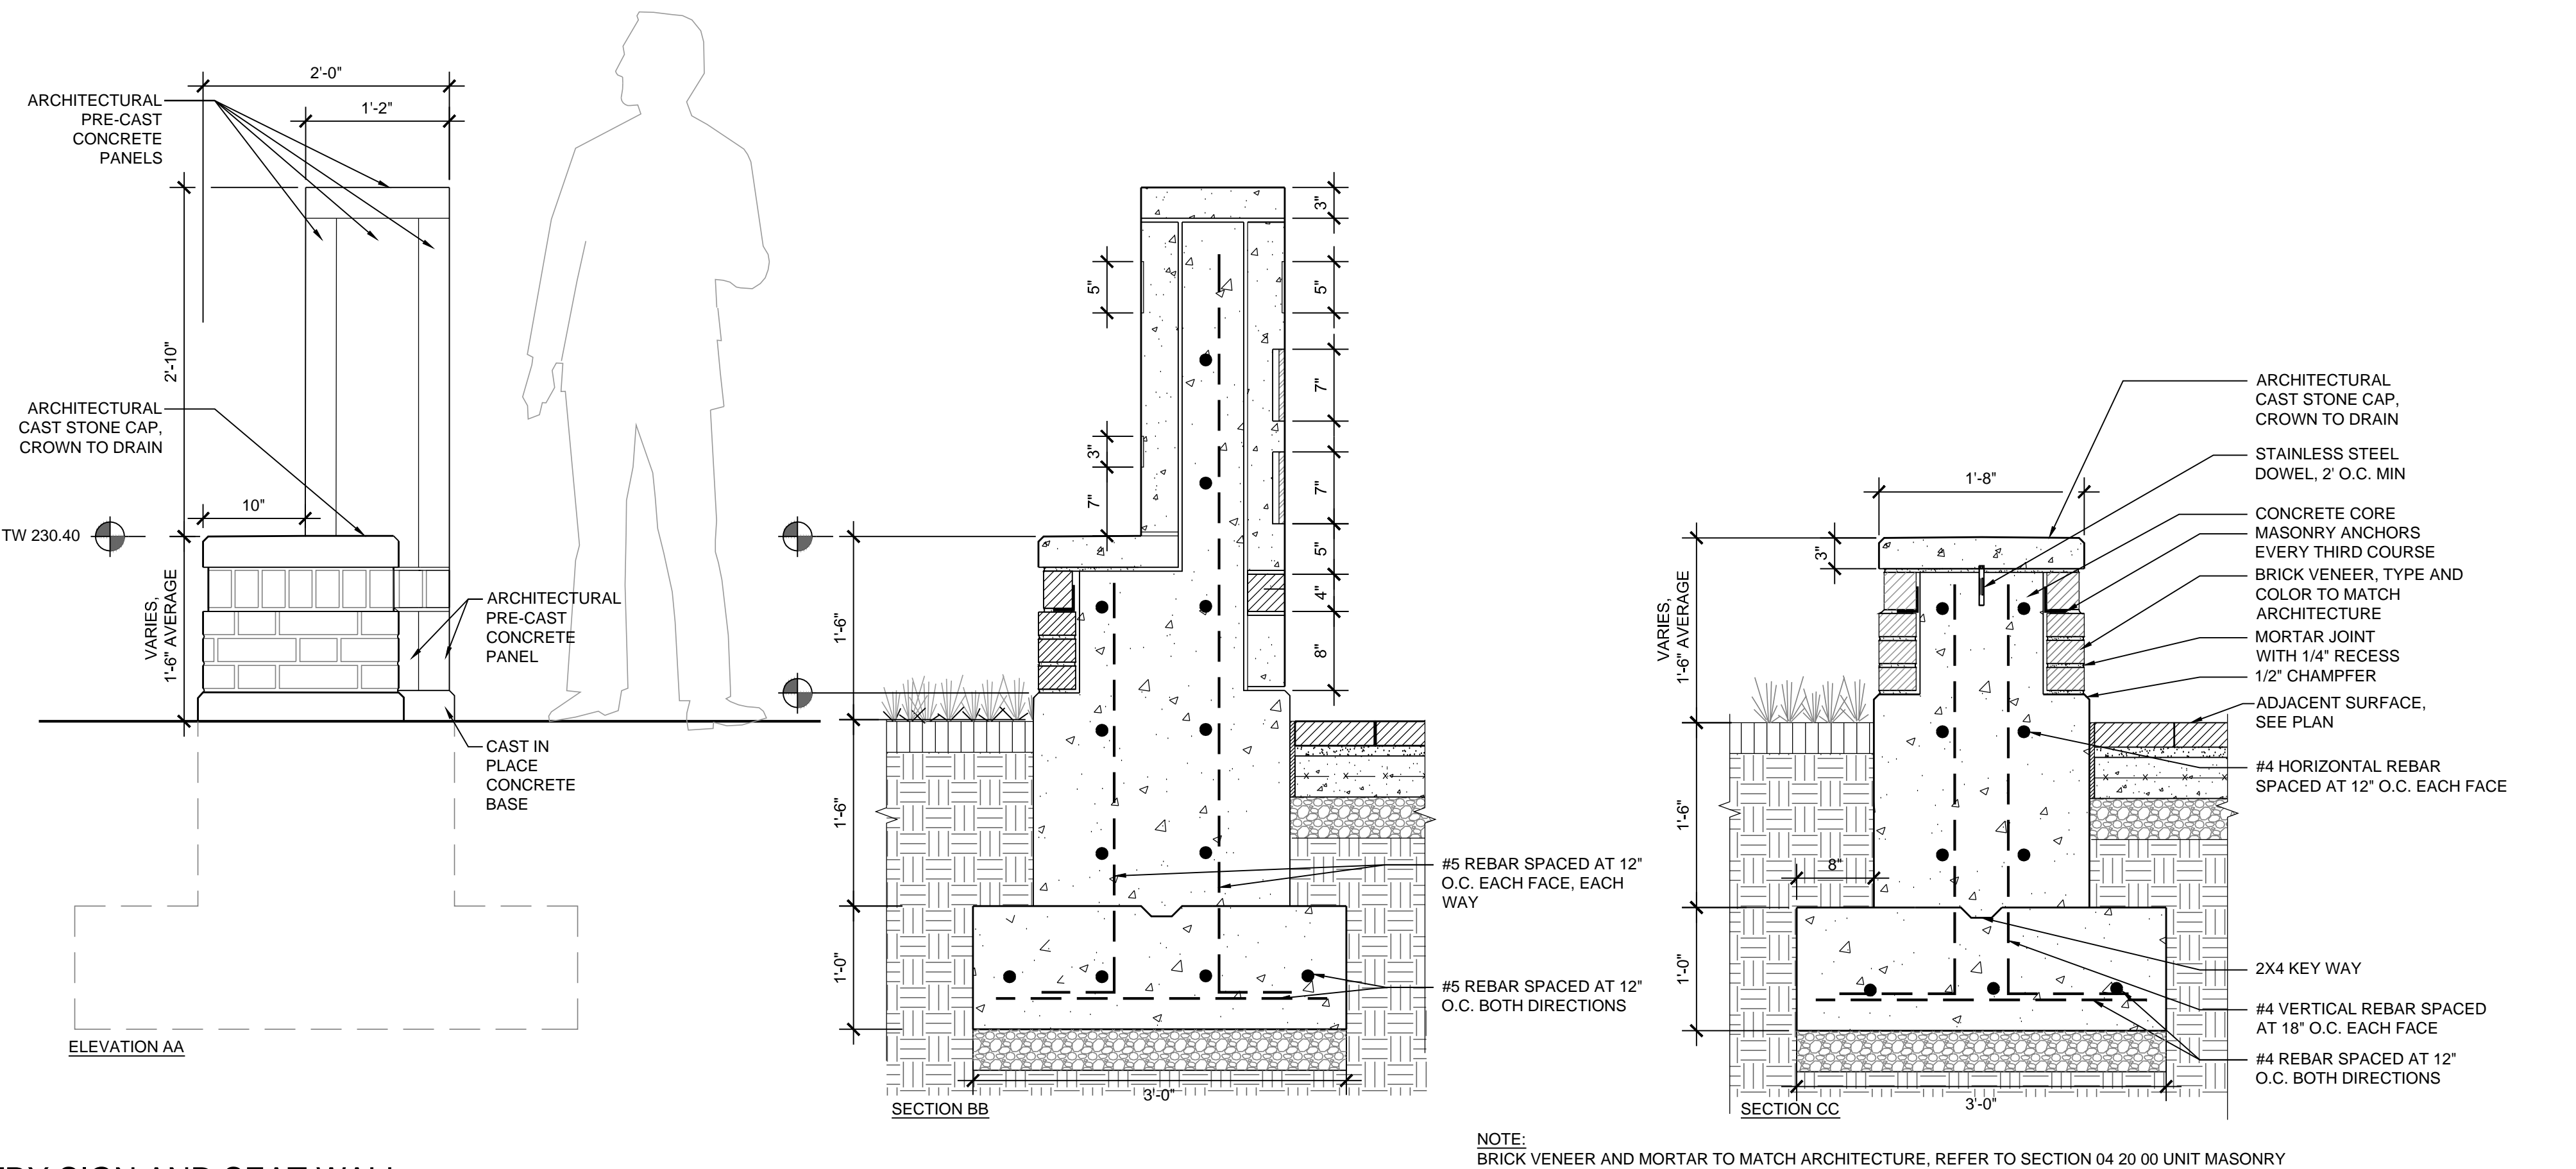 2'-0"
1'-2"
ARCHITECTURAL
PRE-CAST
CONCRETE
PANELS
2'-10"
ARCHITECTURAL
CAST STONE CAP,
CROWN TO DRAIN
10"
TW 230.40
VARIES,
1'-6" AVERAGE
ARCHITECTURAL
PRE-CAST
CONCRETE
PANEL
CAST IN
PLACE
CONCRETE
BASE
ELEVATION AA
3"
5"
5"
7"
3"
7"
7"
5"
4"
8"
1'-6"
1'-6"
1'-0"
#5 REBAR SPACED AT 12"
O.C. EACH FACE, EACH
WAY
#5 REBAR SPACED AT 12"
O.C. BOTH DIRECTIONS
3'-0"
SECTION BB
1'-8"
3"
VARIES,
1'-6" AVERAGE
1'-6"
8"
1'-0"
ARCHITECTURAL
CAST STONE CAP,
CROWN TO DRAIN
STAINLESS STEEL
DOWEL, 2' O.C. MIN
CONCRETE CORE
MASONRY ANCHORS
EVERY THIRD COURSE
BRICK VENEER, TYPE AND
COLOR TO MATCH
ARCHITECTURE
MORTAR JOINT
WITH 1/4" RECESS
1/2" CHAMPFER
ADJACENT SURFACE,
SEE PLAN
#4 HORIZONTAL REBAR
SPACED AT 12" O.C. EACH FACE
2X4 KEY WAY
#4 VERTICAL REBAR SPACED
AT 18" O.C. EACH FACE
#4 REBAR SPACED AT 12"
O.C. BOTH DIRECTIONS
3'-0"
SECTION CC
NOTE:
BRICK VENEER AND MORTAR TO MATCH ARCHITECTURE, REFER TO SECTION 04 20 00 UNIT MASONRY
SIGN AND SEAT WALL